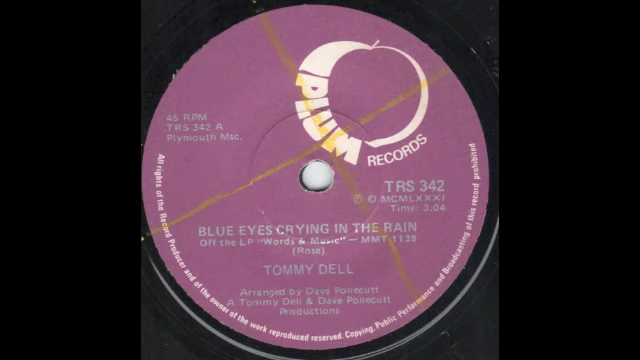 PLUM
RECORDS
45 RPM
TRS 342 A
Plymouth Msc.
TRS 342
Ⓟ © MCMLXXXI
Time: 3.04
BLUE EYES CRYING IN THE RAIN
Off the LP "Words & Music" — MMT 1139
(Rose)
TOMMY DELL
Arranged by Dave Pollecutt
A Tommy Dell & Dave Pollecutt
Productions
All rights of the Record Producer and of the owner of the work reproduced reserved. Copying, Public Performance and Broadcasting of this record prohibited